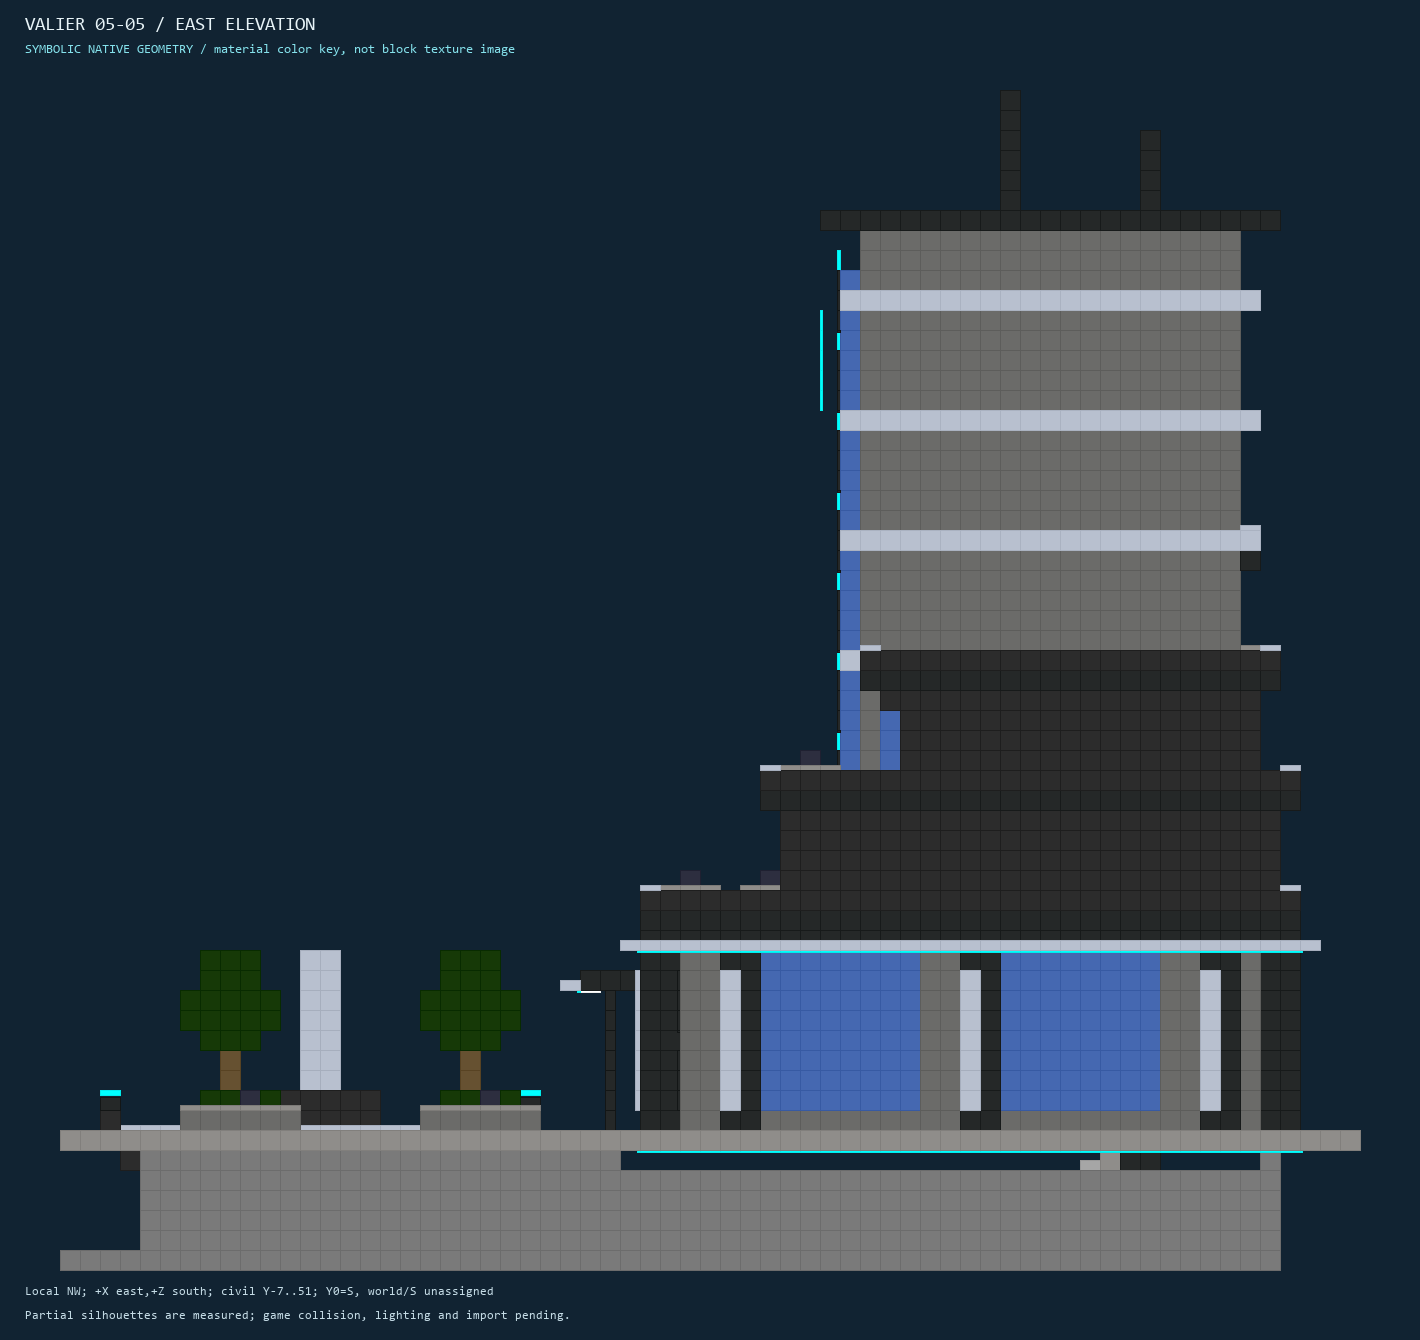 VALIER 05-05 / EAST ELEVATION
SYMBOLIC NATIVE GEOMETRY / material color key, not block texture image
Local NW; +X east,+Z south; civil Y-7..51; Y0=S, world/S unassigned
Partial silhouettes are measured; game collision, lighting and import pending.